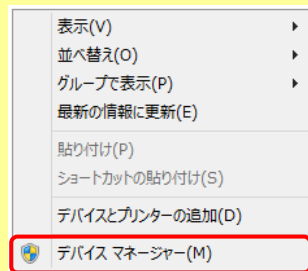 表示(V)
並べ替え(O)
グループで表示(P)
最新の情報に更新(E)
貼り付け(P)
ショートカットの貼り付け(S)
デバイスとプリンターの追加(D)
デバイス マネージャー(M)